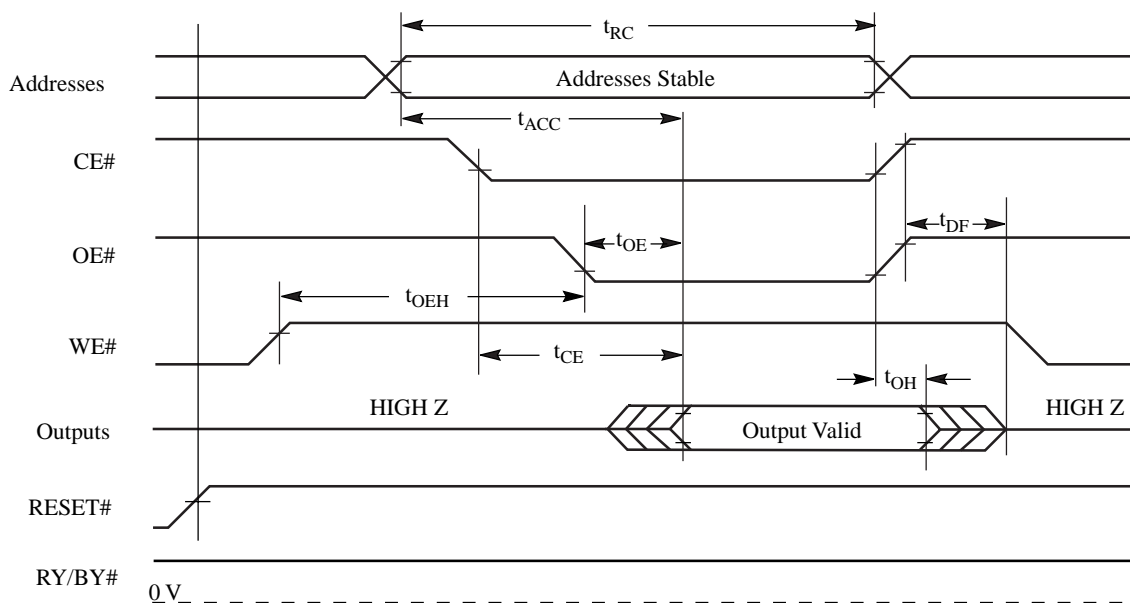 tRC
Addresses
Addresses Stable
tACC
CE#
tDF
OE#
tOE
tOEH
WE#
tCE
tOH
HIGH Z
HIGH Z
Outputs
Output Valid
RESET#
RY/BY#
0 V